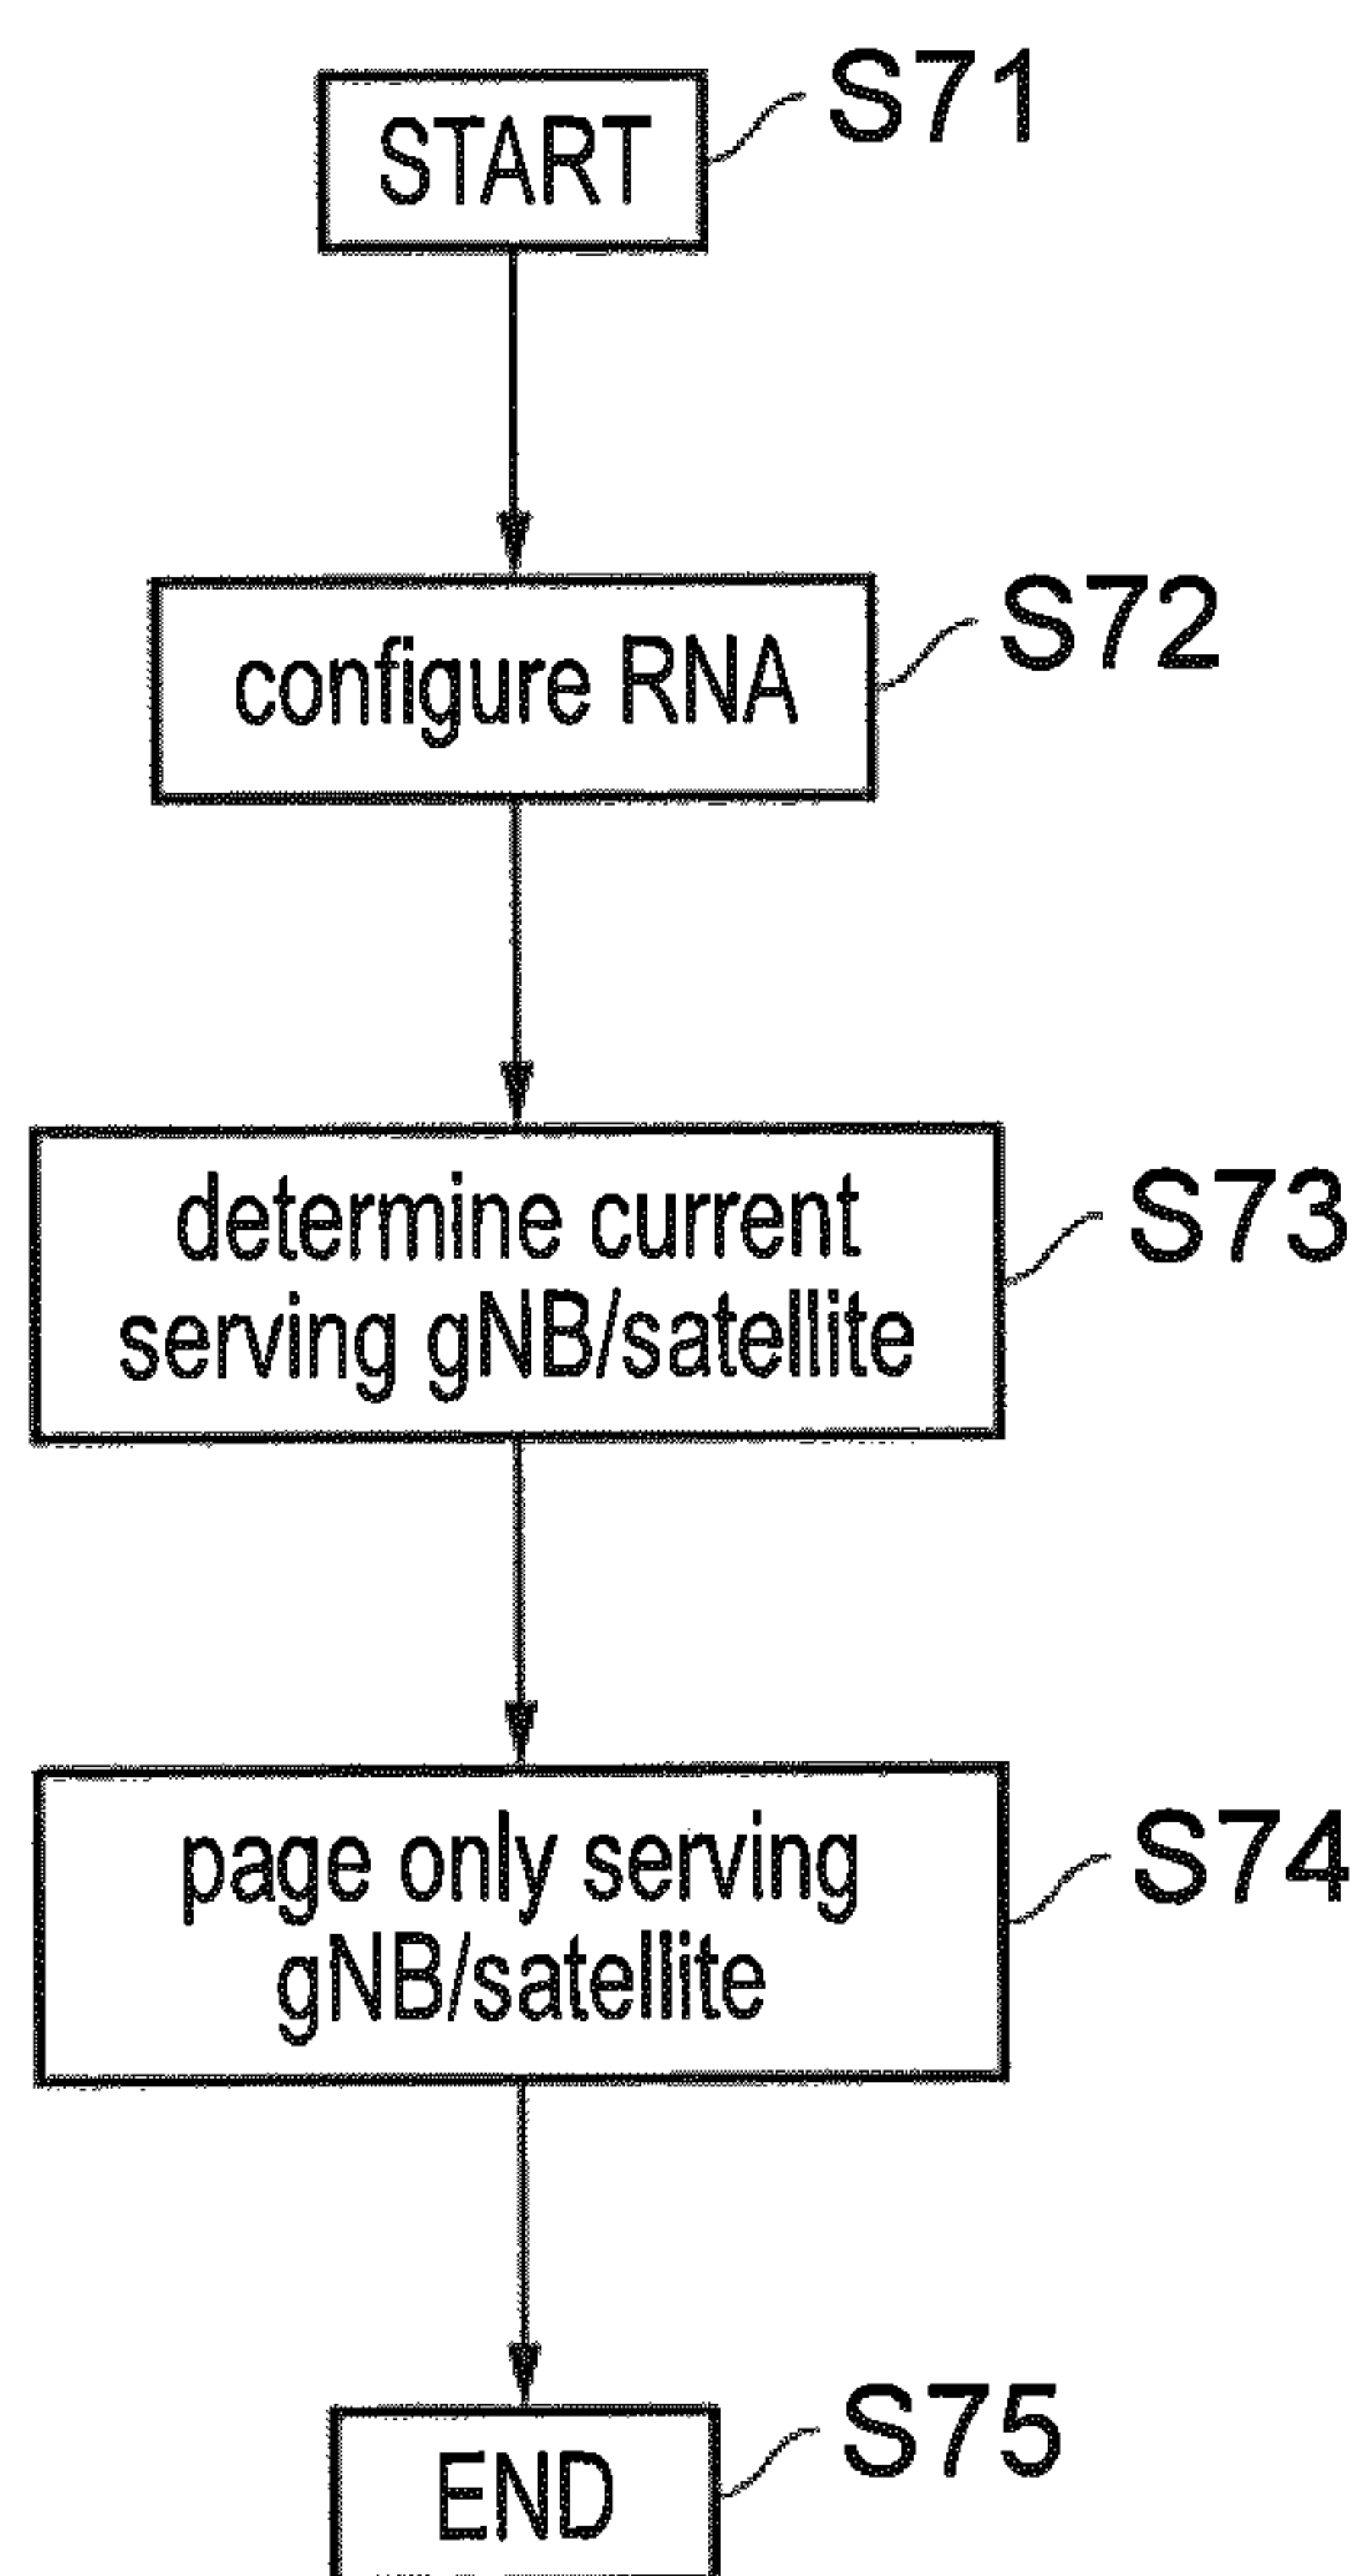 START
S71
configure RNA
S72
determine current
serving gNB/satellite
S73
page only serving
gNB/satellite
S74
END
S75